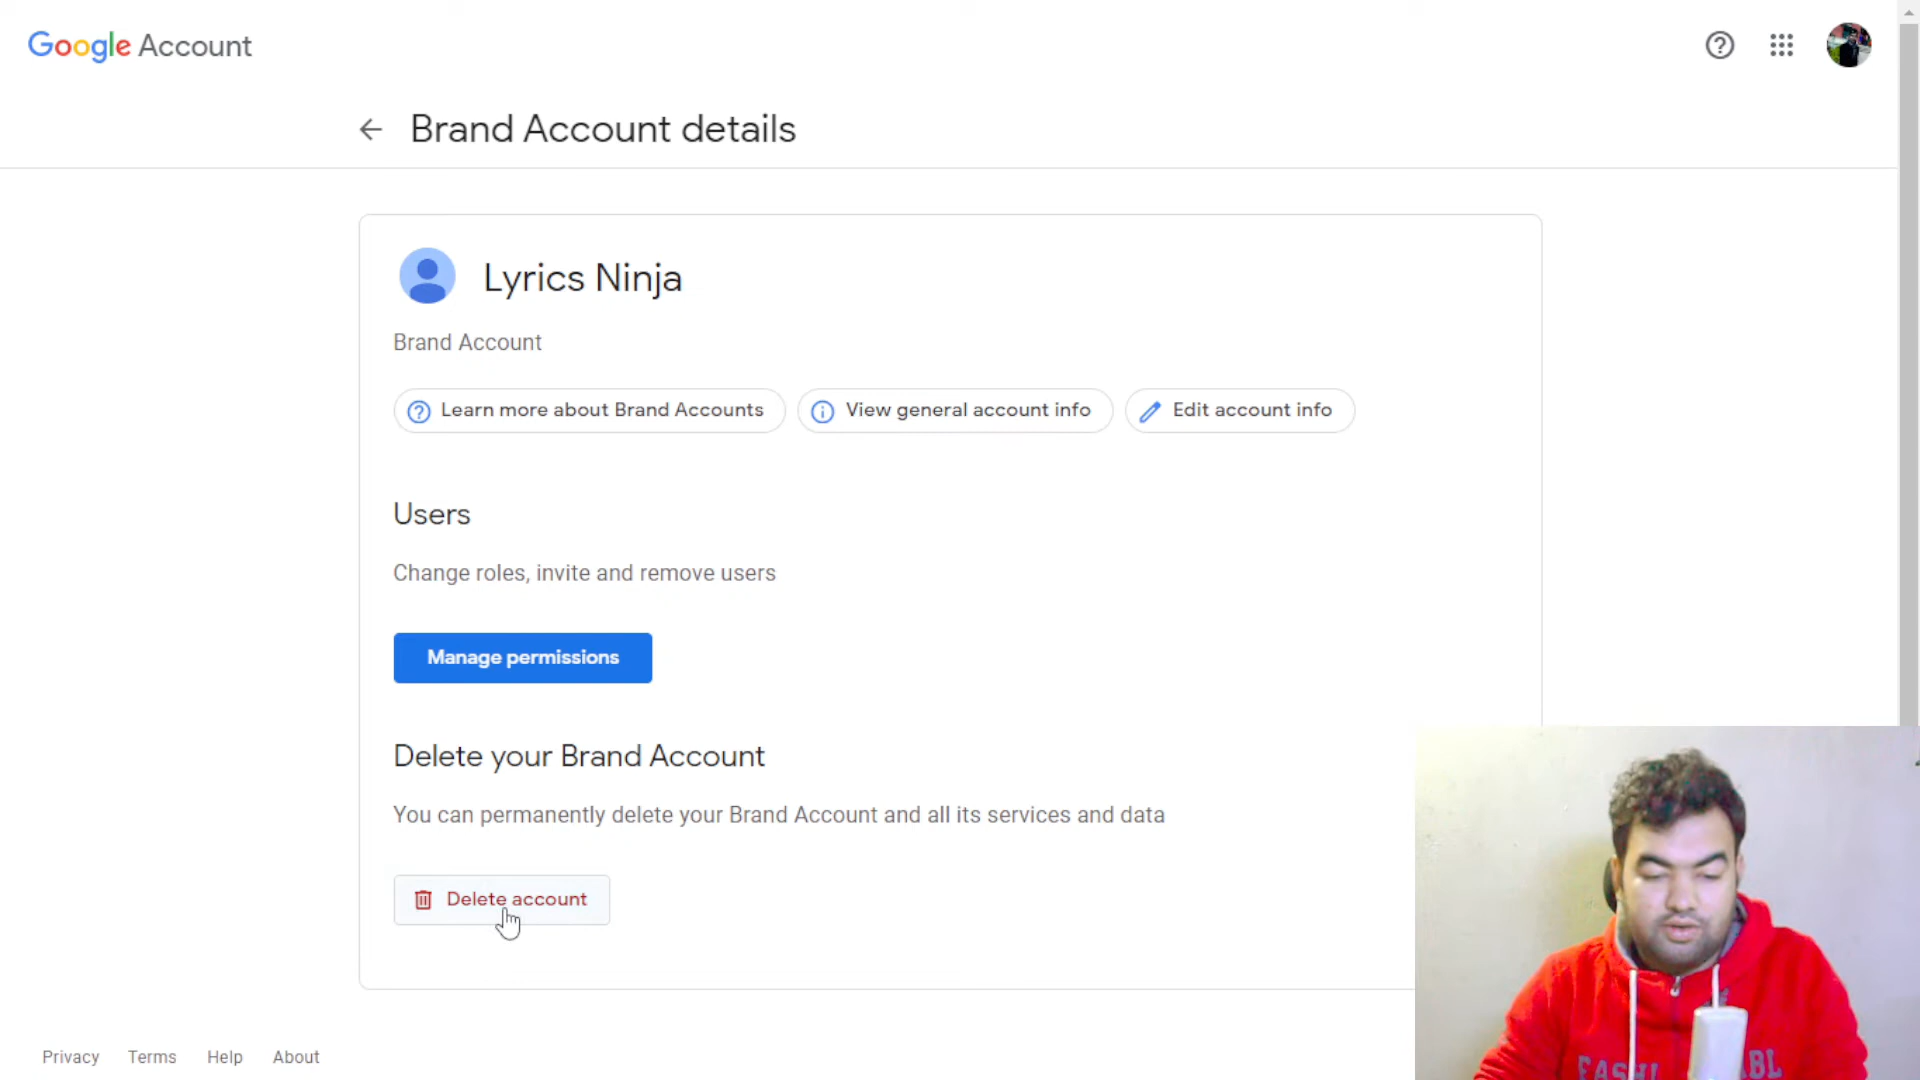 Google Account
Brand Account details
Lyrics Ninja
Brand Account
Learn more about Brand Accounts
View general account info
Edit account info
Users
Change roles, invite and remove users
Manage permissions
Delete your Brand Account
You can permanently delete your Brand Account and all its services and data
Delete account
Privacy
Terms
Help
About